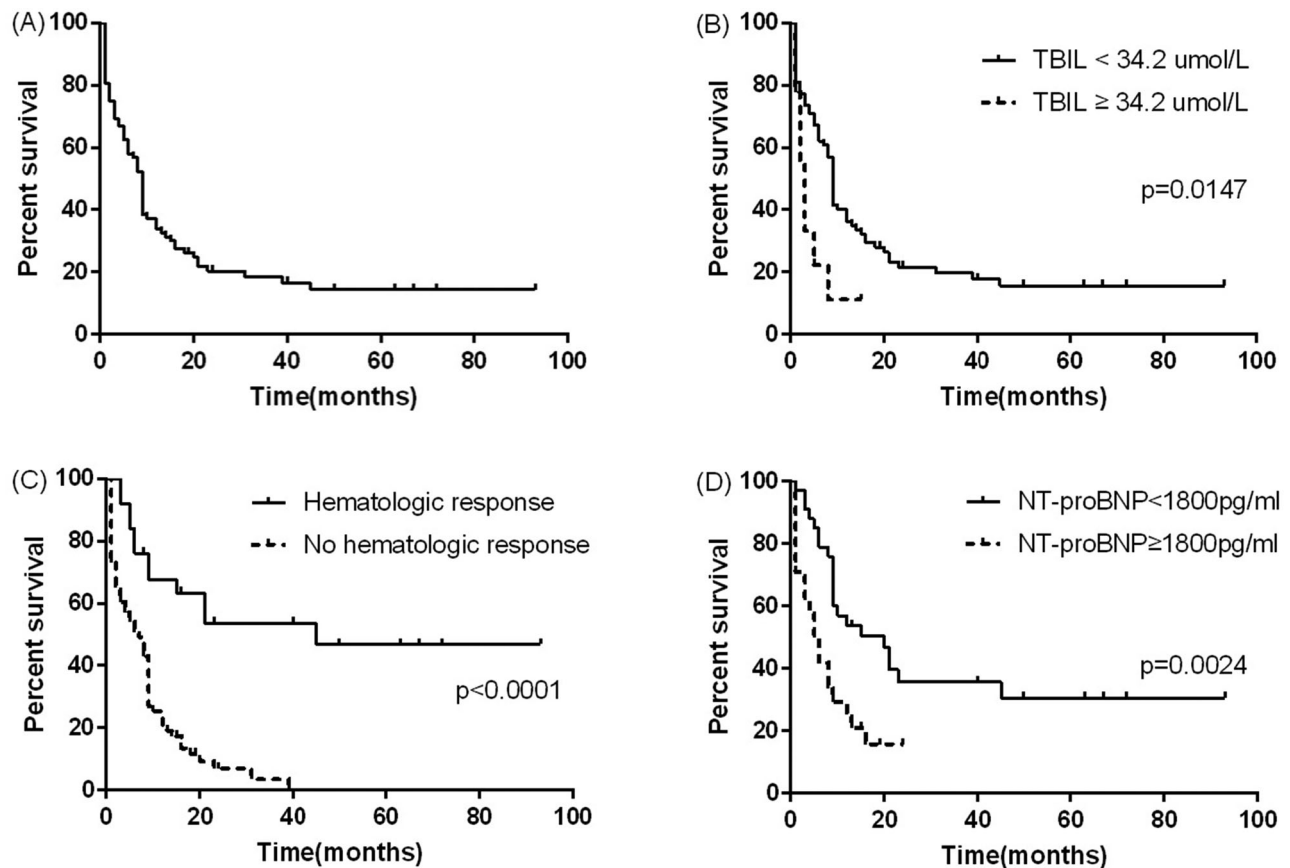 (A)
Percent survival
100
80
60
40
20
0
0 20 40 60 80 100
Time(months)
(B)
Percent survival
100
80
60
40
20
0
TBIL < 34.2 umol/L
TBIL ≥ 34.2 umol/L
p=0.0147
0 20 40 60 80 100
Time(months)
(C)
Percent survival
100
80
60
40
20
0
Hematologic response
No hematologic response
p<0.0001
0 20 40 60 80 100
Time(months)
(D)
Percent survival
100
80
60
40
20
0
NT-proBNP<1800pg/ml
NT-proBNP≥1800pg/ml
p=0.0024
0 20 40 60 80 100
Time(months)